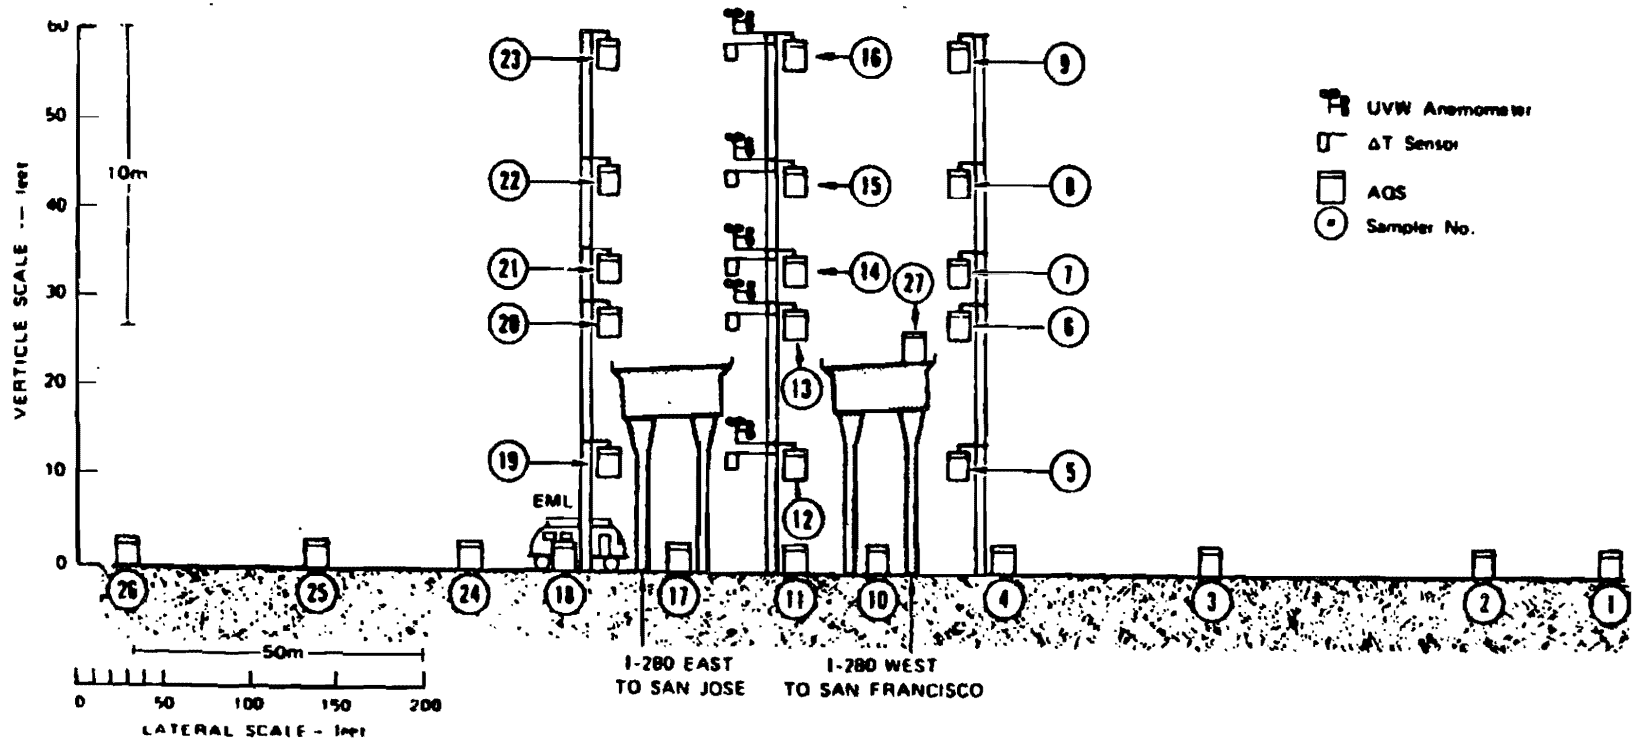 60
50
40
30
20
10
0
VERTICLE SCALE -- feet
10m
23
22
21
20
19
16
15
14
27
13
12
9
8
7
6
5
UVW Anemometer
ΔT Sensor
AQS
Sampler No.
EML
26
25
24
18
17
11
10
4
3
2
1
50m
0 50 100 150 200
LATERAL SCALE - feet
I-280 EAST
TO SAN JOSE
I-280 WEST
TO SAN FRANCISCO